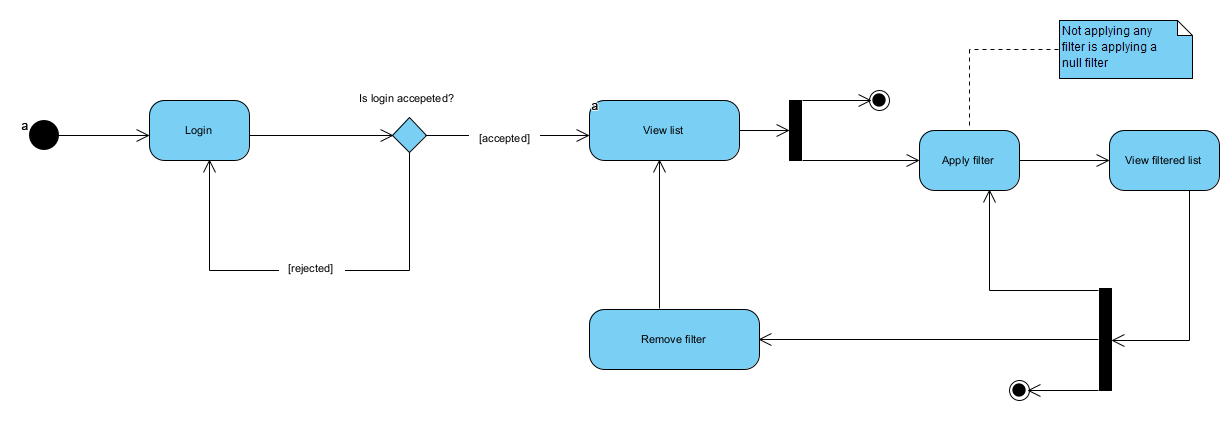 Not applying any
filter is applying a
null filter
Is login accepeted?
a
a
Login
[accepted]
View list
Apply filter
View filtered list
[rejected]
Remove filter